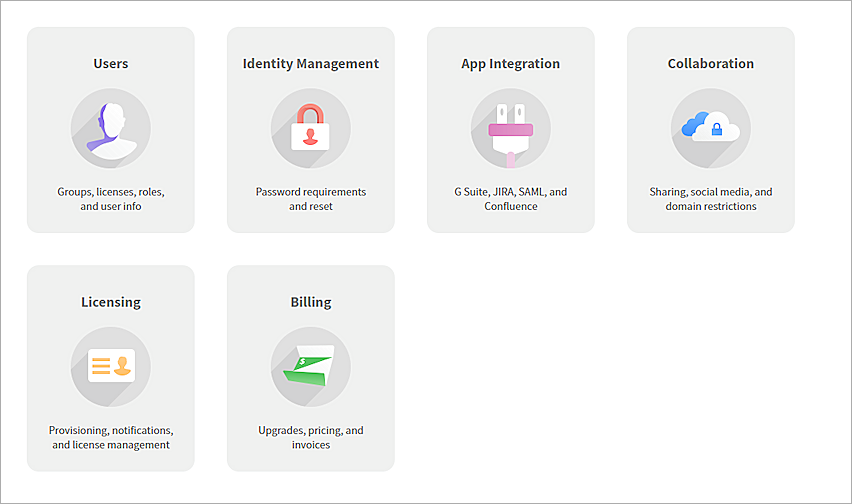 Users
Groups, licenses, roles,
and user info
Identity Management
Password requirements
and reset
App Integration
G Suite, JIRA, SAML, and
Confluence
Collaboration
Sharing, social media, and
domain restrictions
Licensing
Provisioning, notifications,
and license management
Billing
$
Upgrades, pricing, and
invoices